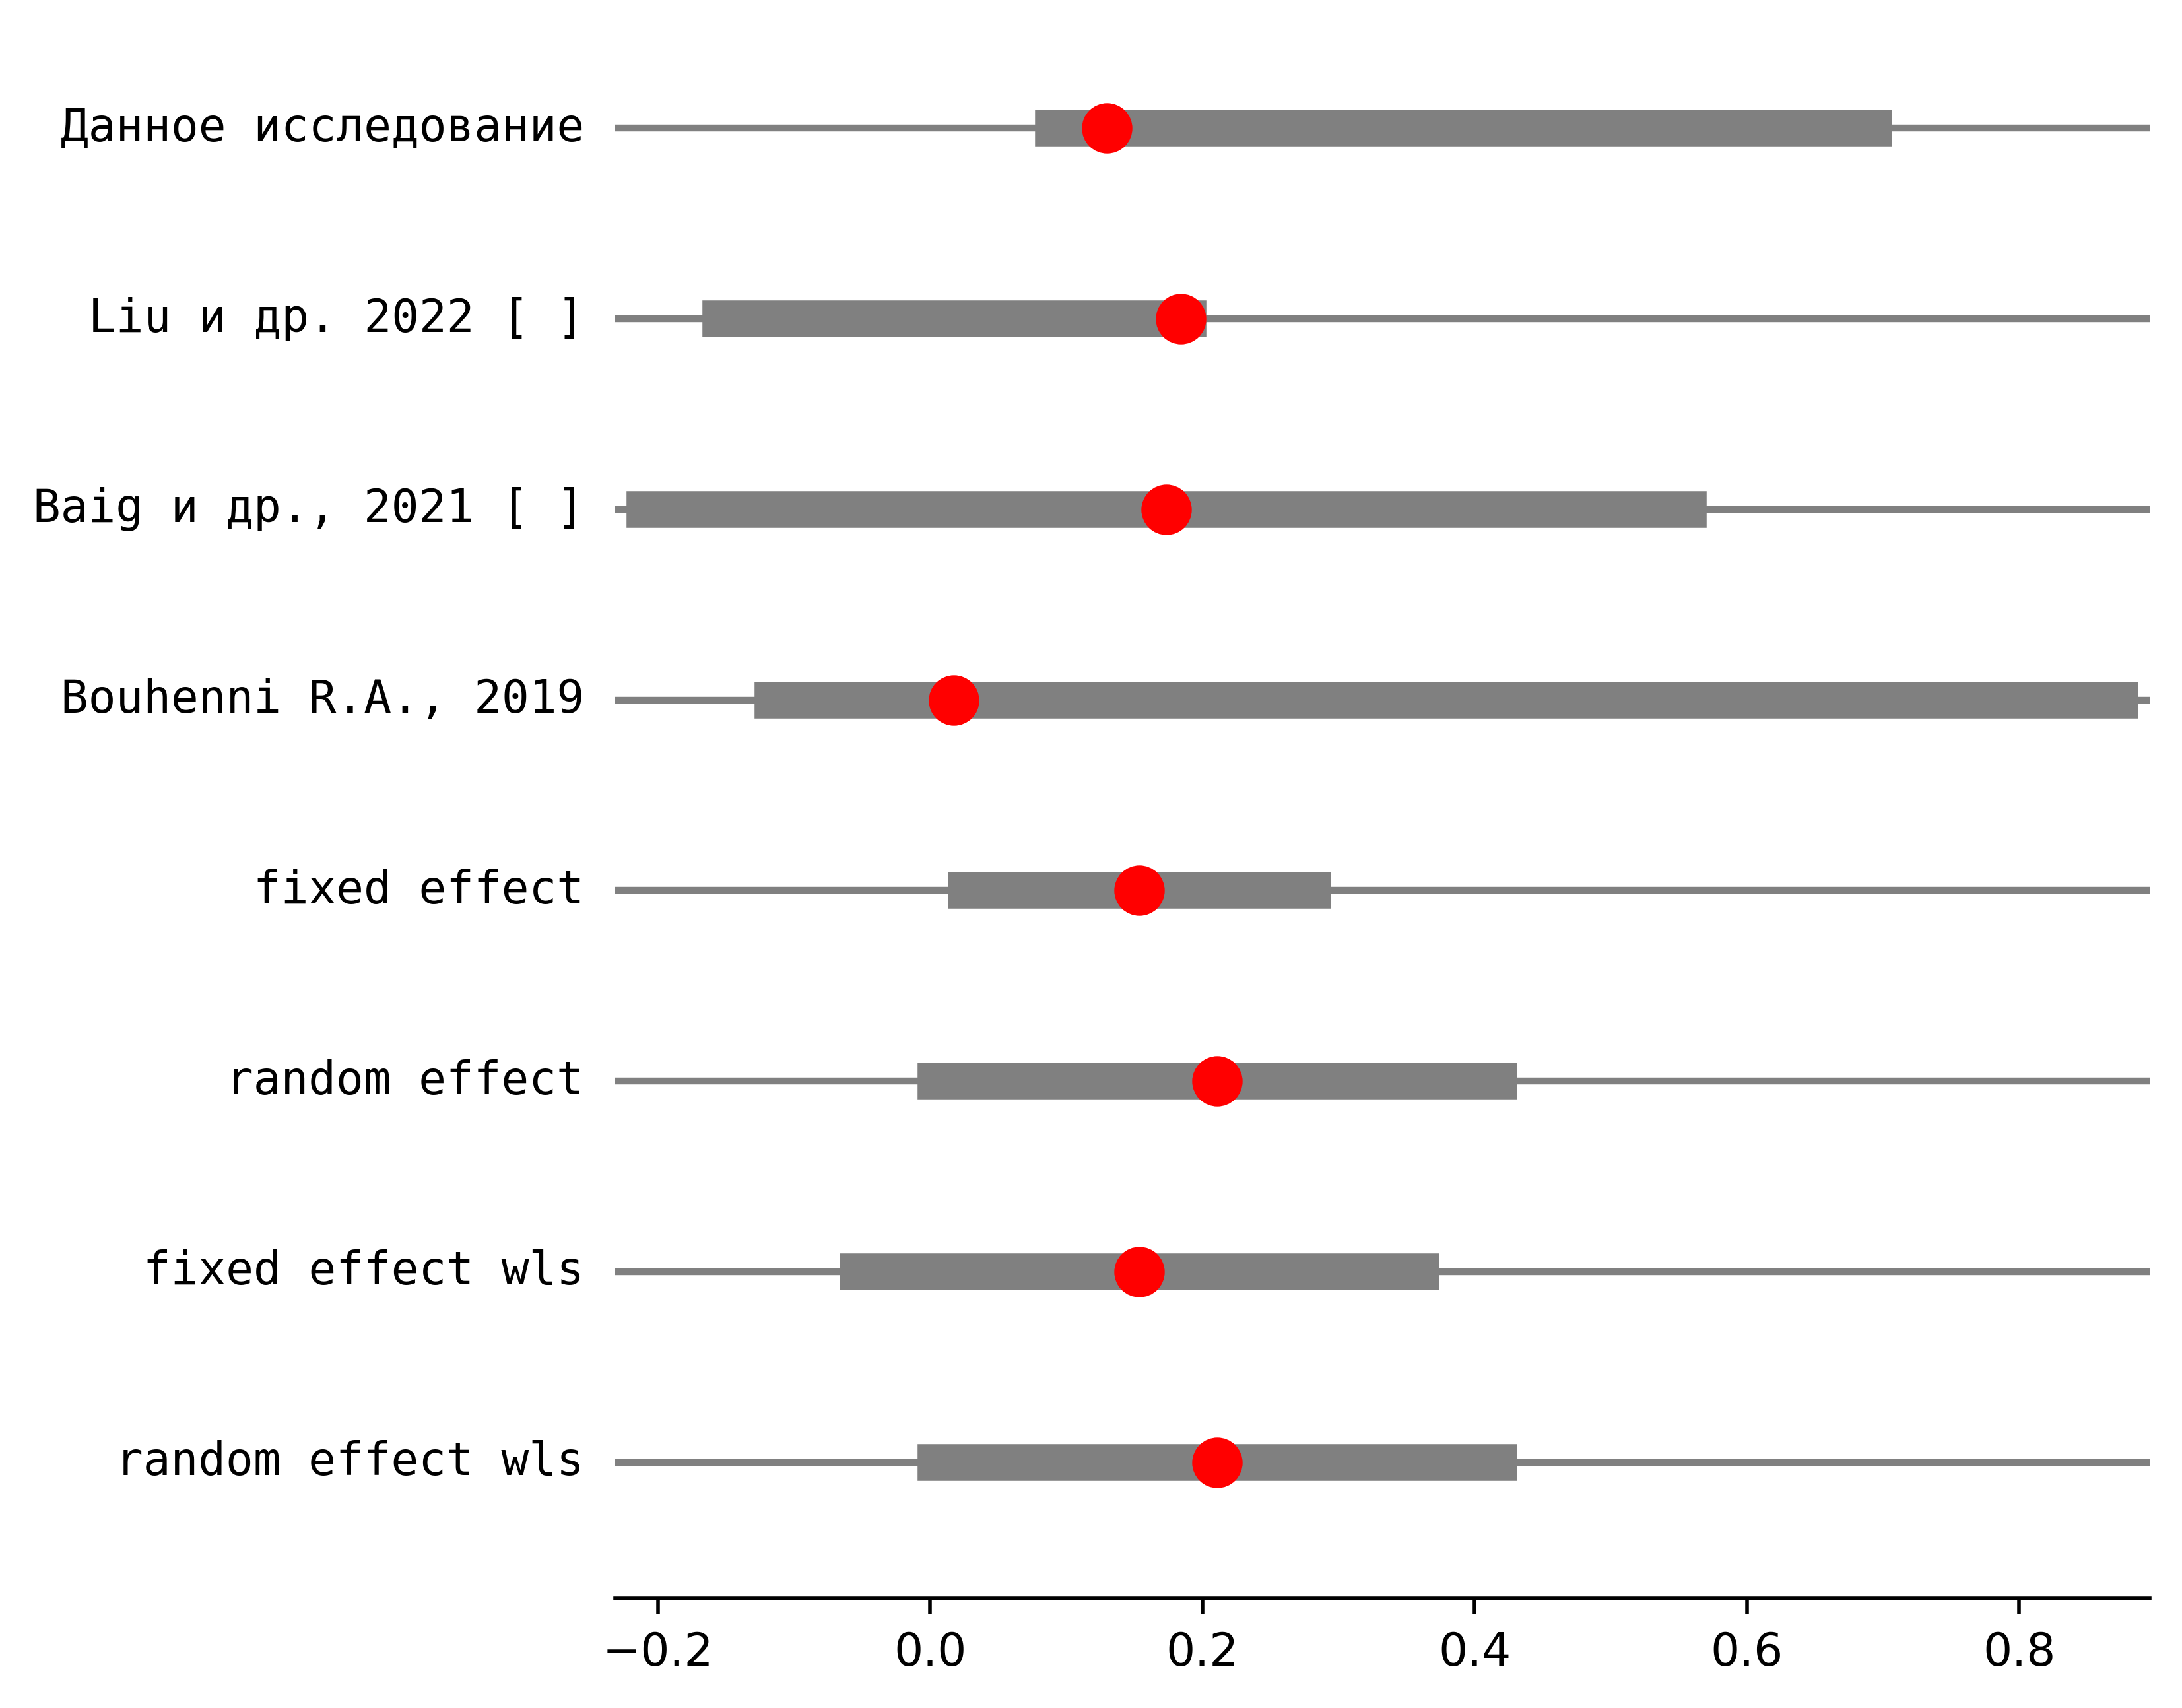 Данное исследование
Liu и др. 2022 [ ]
Baig и др., 2021 [ ]
Bouhenni R.A., 2019
fixed effect
random effect
fixed effect wls
random effect wls
−0.2 0.0 0.2 0.4 0.6 0.8